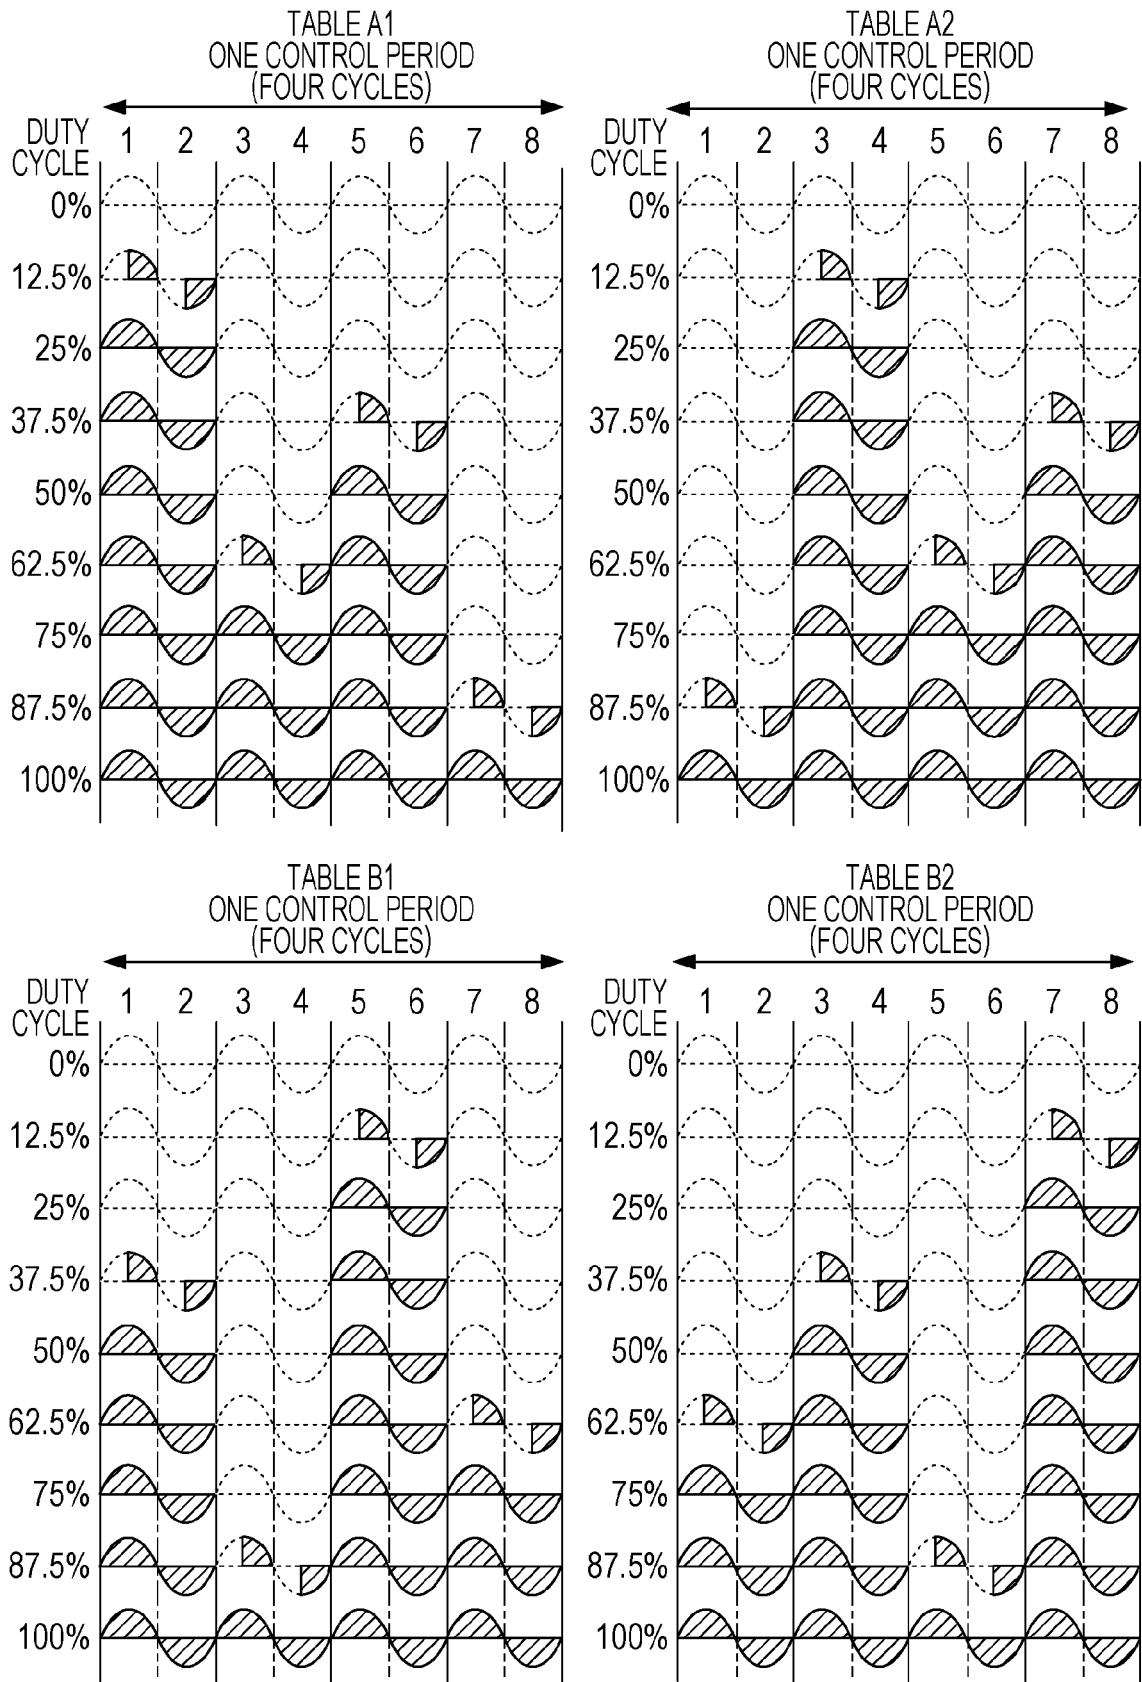 TABLE A1
ONE CONTROL PERIOD
(FOUR CYCLES)
DUTY CYCLE
1 2 3 4 5 6 7 8
0%
12.5%
25%
37.5%
50%
62.5%
75%
87.5%
100%
TABLE A2
ONE CONTROL PERIOD
(FOUR CYCLES)
DUTY CYCLE
1 2 3 4 5 6 7 8
0%
12.5%
25%
37.5%
50%
62.5%
75%
87.5%
100%
TABLE B1
ONE CONTROL PERIOD
(FOUR CYCLES)
DUTY CYCLE
1 2 3 4 5 6 7 8
0%
12.5%
25%
37.5%
50%
62.5%
75%
87.5%
100%
TABLE B2
ONE CONTROL PERIOD
(FOUR CYCLES)
DUTY CYCLE
1 2 3 4 5 6 7 8
0%
12.5%
25%
37.5%
50%
62.5%
75%
87.5%
100%